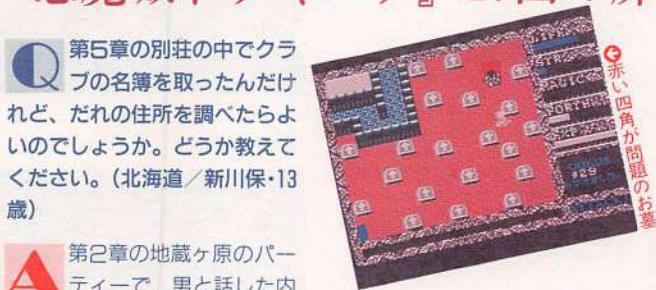 第5章の別荘の中でクラ
Q ブの名簿を取ったんだけ
れど、だれの住所を調べたらよ
いのでしょうか。どうか教えて
ください。(北海道/新川保・13
歳)
第2章の地蔵ヶ原のパー
A ティーで、男と話した内
赤い四角が問題のお墓